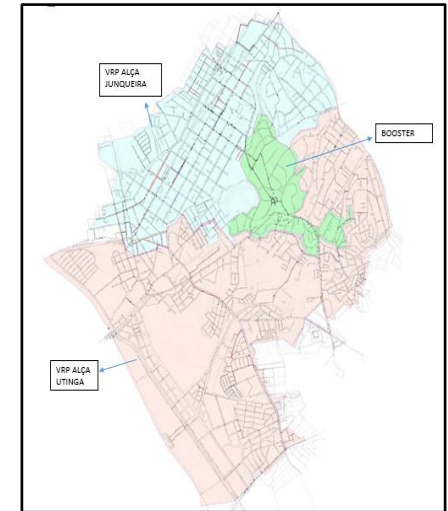 VRP ALÇA
JUNQUEIRA
BOOSTER
VRP ALÇA
UTINGA